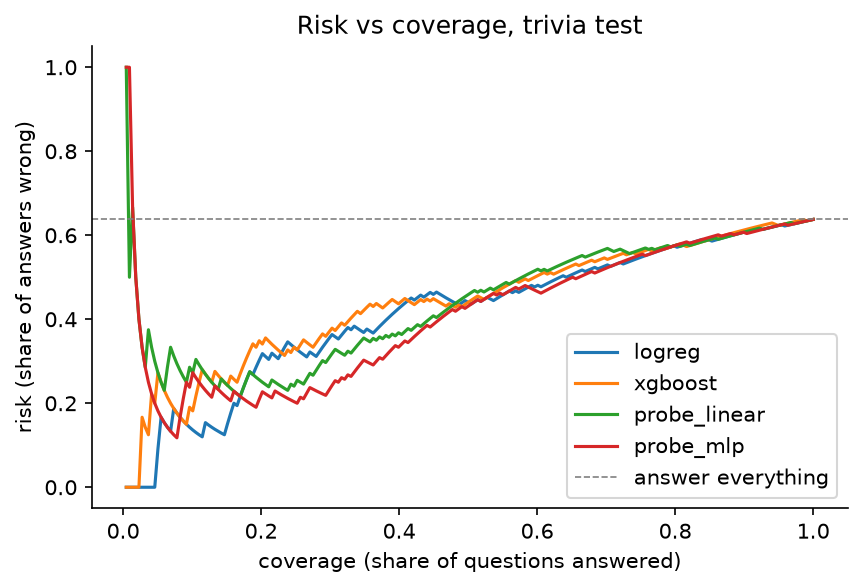 Risk vs coverage, trivia test
risk (share of answers wrong)
1.0
0.8
0.6
0.4
0.2
0.0
logreg
xgboost
probe_linear
probe_mlp
answer everything
0.0 0.2 0.4 0.6 0.8 1.0
coverage (share of questions answered)